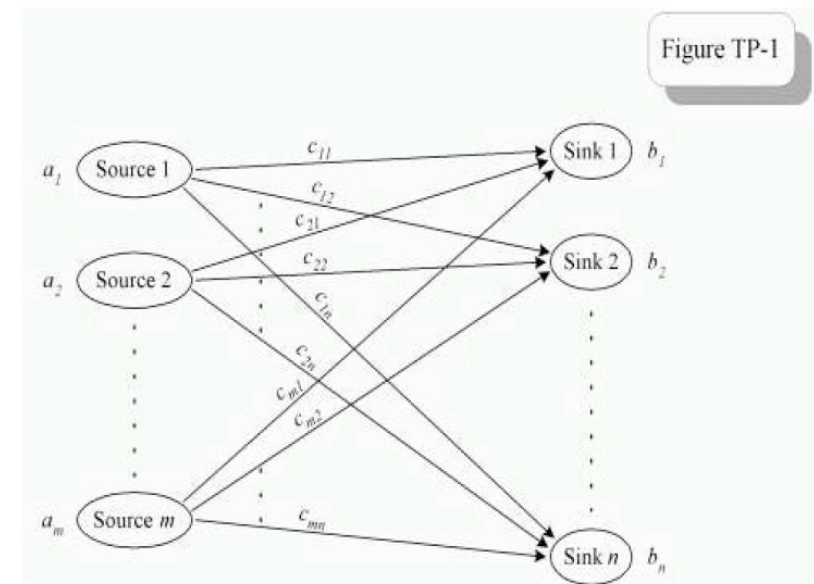 Figure TP-1
a₁ Source 1 c₁₁ Sink 1 b₁
c₁₂
c₂₁
a₂ Source 2 c₂₂ Sink 2 b₂
c₁ₙ
c₂ₙ
cₘ₁
cₘ₂
aₘ Source m cₘₙ Sink n bₙ